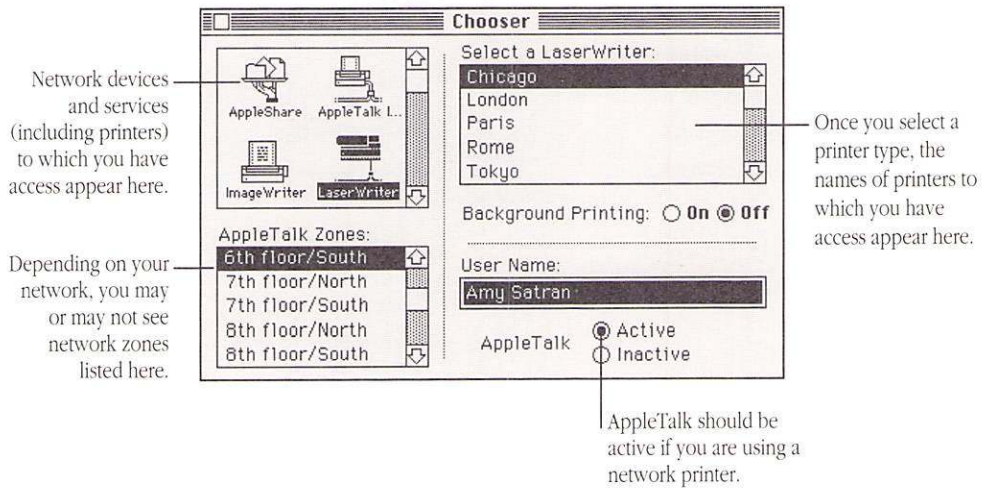 Chooser
Network devices
and services
(including printers)
to which you have
access appear here.
AppleShare
AppleTalk I...
ImageWriter
LaserWriter
Select a LaserWriter:
Chicago
London
Paris
Rome
Tokyo
Once you select a
printer type, the
names of printers to
which you have
access appear here.
Background Printing: On Off
Depending on your
network, you may
or may not see
network zones
listed here.
AppleTalk Zones:
6th floor/South
7th floor/North
7th floor/South
8th floor/North
8th floor/South
User Name:
Amy Satran
AppleTalk
Active
Inactive
AppleTalk should be
active if you are using a
network printer.